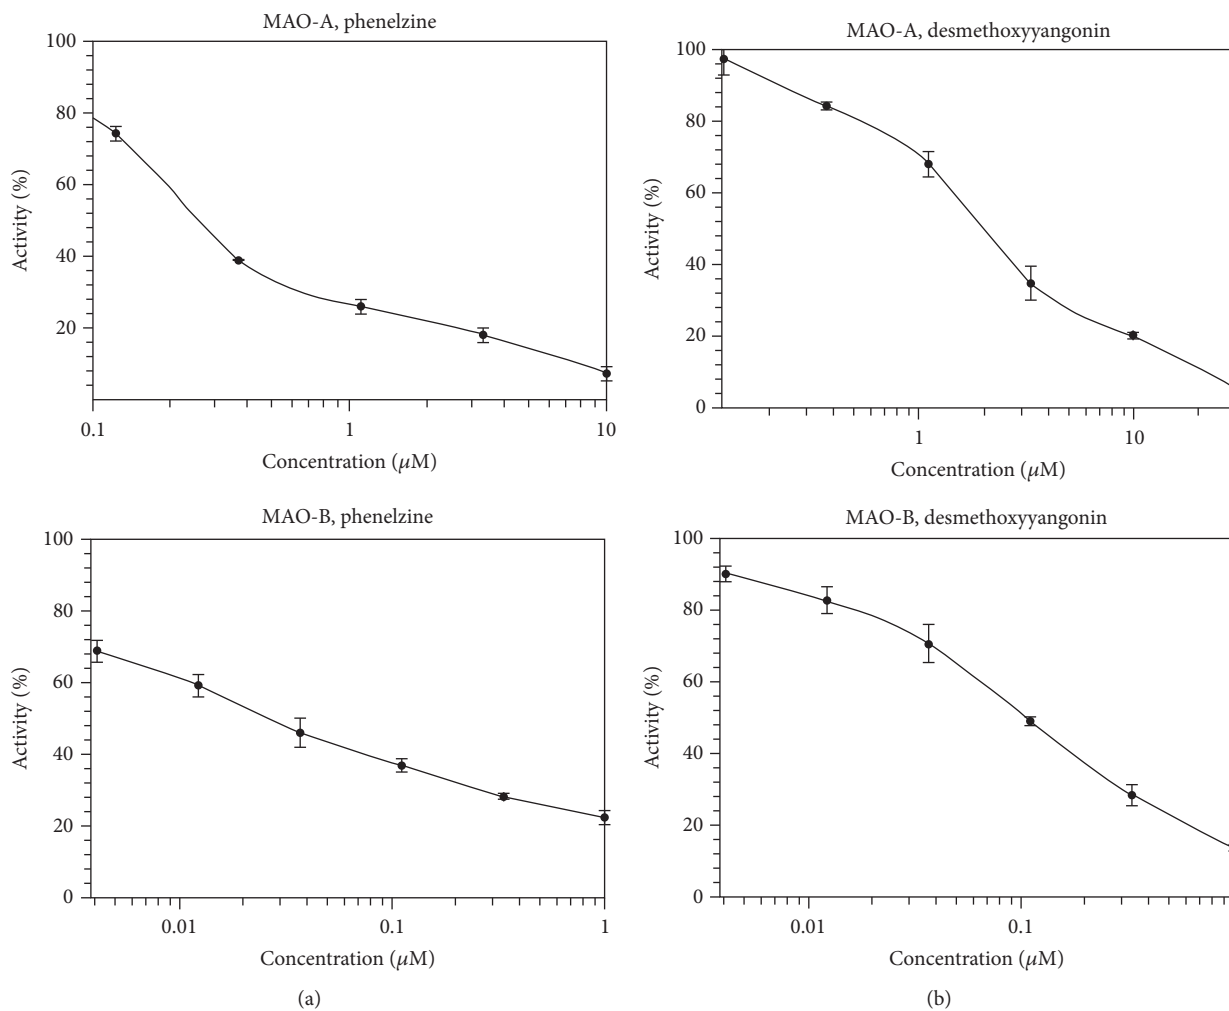 MAO-A, phenelzine
100
80
60
40
20
Activity (%)
0.1 1 10
Concentration (μM)
MAO-A, desmethoxyyangonin
100
80
60
40
20
0
Activity (%)
1 10
Concentration (μM)
MAO-B, phenelzine
100
80
60
40
20
0
Activity (%)
0.01 0.1 1
Concentration (μM)
(a)
MAO-B, desmethoxyyangonin
100
80
60
40
20
0
Activity (%)
0.01 0.1
Concentration (μM)
(b)